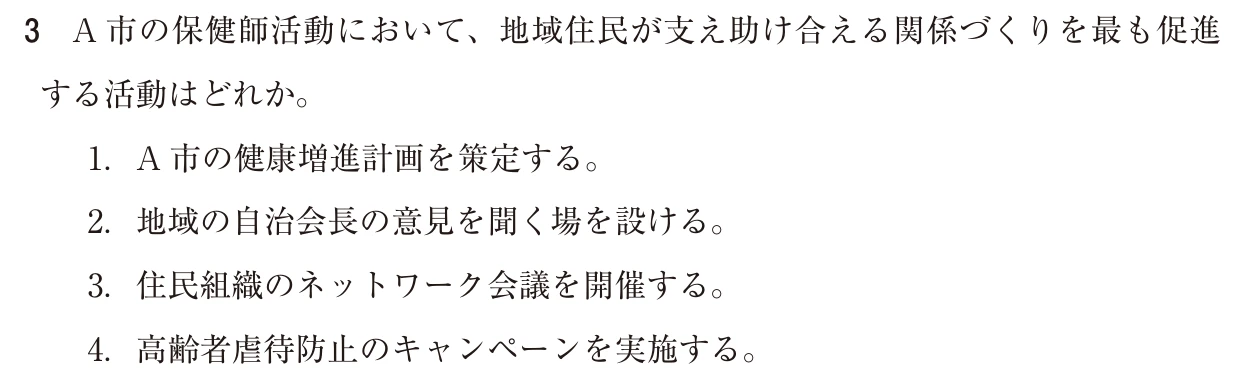 3 A 市の保健師活動において、地域住民が支え助け合える関係づくりを最も促進
する活動はどれか。
1. A 市の健康増進計画を策定する。
2. 地域の自治会長の意見を聞く場を設ける。
3. 住民組織のネットワーク会議を開催する。
4. 高齢者虐待防止のキャンペーンを実施する。